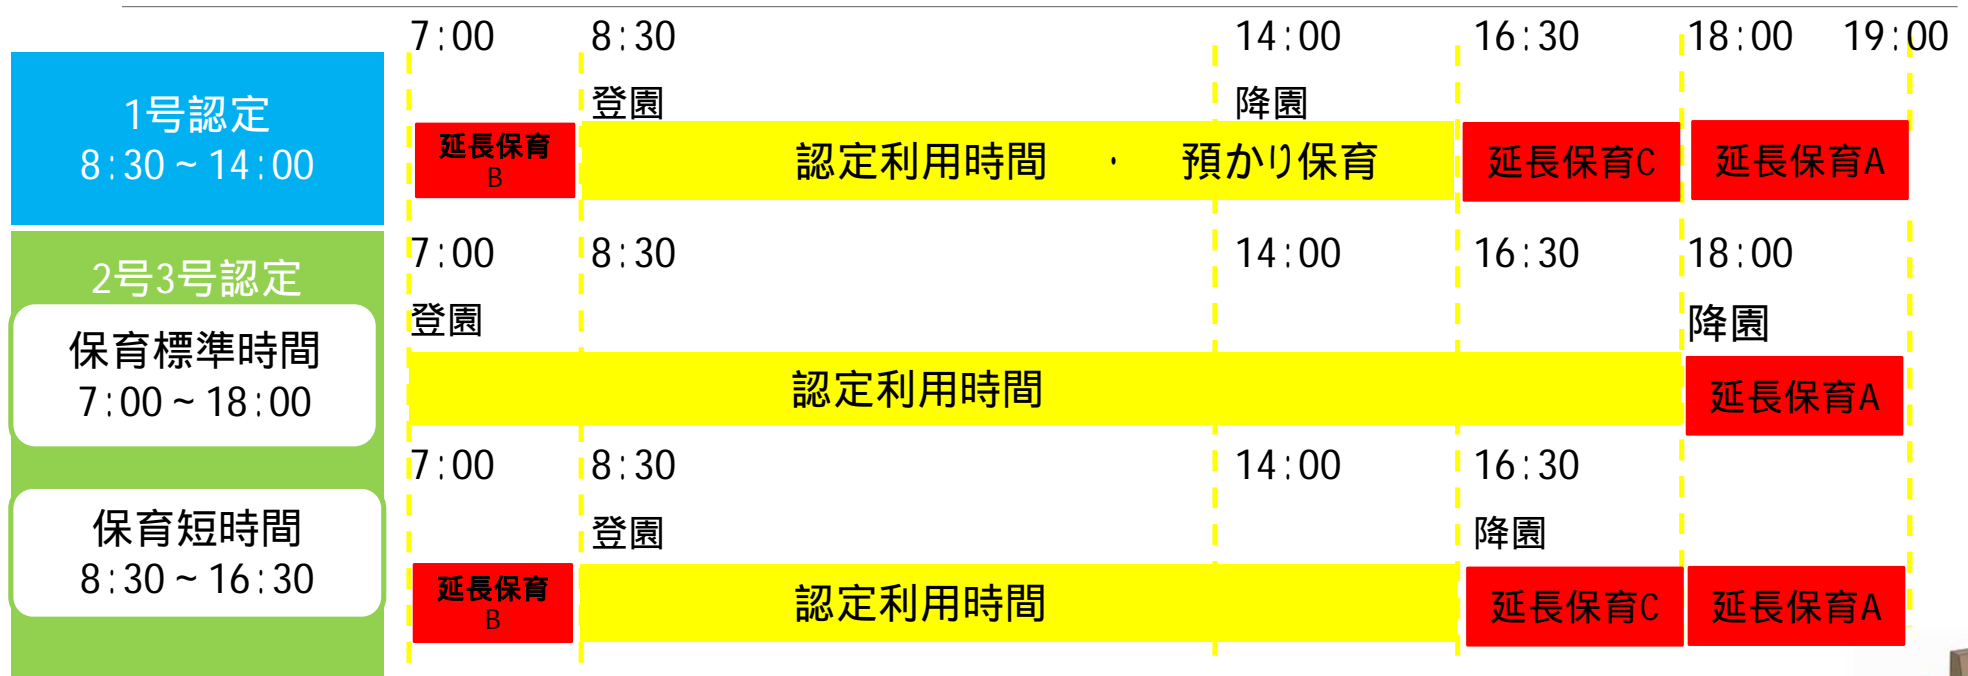 7:00 8:30 14:00 16:30 18:00 19:00
登園 降園
1号認定
8:30~14:00
延長保育
B
認定利用時間 ・ 預かり保育
延長保育C
延長保育A
7:00 8:30 14:00 16:30 18:00
2号3号認定
登園 降園
保育標準時間
7:00~18:00
認定利用時間
延長保育A
7:00 8:30 14:00 16:30
登園 降園
保育短時間
8:30~16:30
延長保育
B
認定利用時間
延長保育C
延長保育A